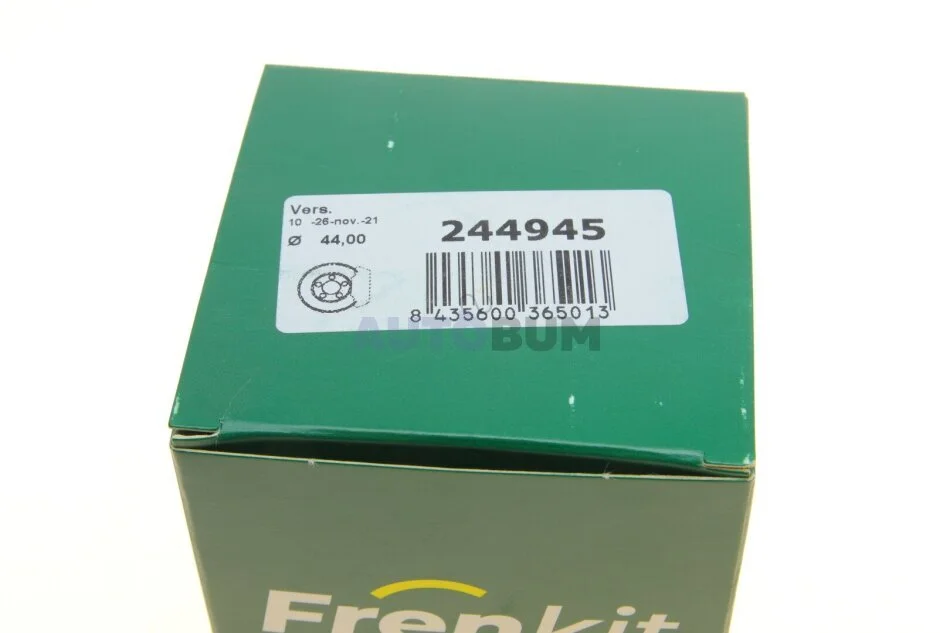 Vers.
10 -26-nov.-21
Ø 44,00
244945
8 435600 365013
AUTOBUM
Frenkit